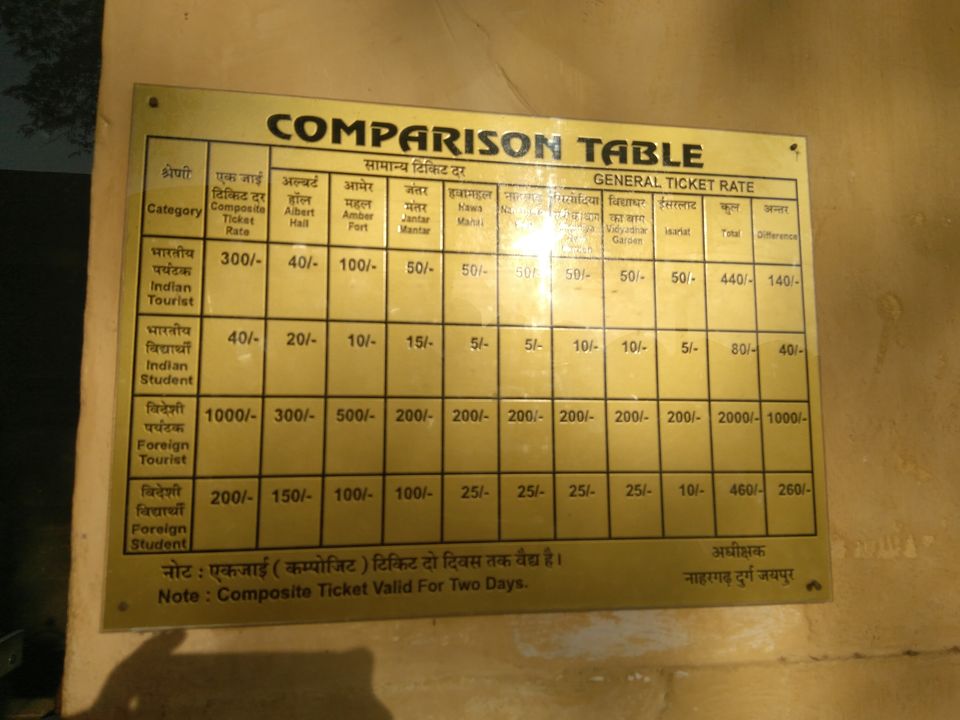 COMPARISON TABLE
सामान्य टिकिट दर GENERAL TICKET RATE
श्रेणी Category
एक जाई टिकिट दर Composite Ticket Rate
अल्बर्ट हॉल Albert Hall
आमेर महल Amber Fort
जंतर मंतर Jantar Mantar
हवामहल Hawa Mahal
विद्याधर का बाग Vidyadhar Garden
ईसरलाट Isarlat
कुल Total
अन्तर Difference
भारतीय पर्यटक Indian Tourist 300/- 40/- 100/- 50/- 50/- 50/- 50/- 50/- 50/- 440/- 140/-
भारतीय विद्यार्थी Indian Student 40/- 20/- 10/- 15/- 5/- 5/- 10/- 10/- 5/- 80/- 40/-
विदेशी पर्यटक Foreign Tourist 1000/- 300/- 500/- 200/- 200/- 200/- 200/- 200/- 200/- 2000/- 1000/-
विदेशी विद्यार्थी Foreign Student 200/- 150/- 100/- 100/- 25/- 25/- 25/- 25/- 10/- 460/- 260/-
नोट : एकजाई ( कम्पोजिट ) टिकिट दो दिवस तक वैद्य है।
Note : Composite Ticket Valid For Two Days.
अधीक्षक
नाहरगढ़ दुर्ग जयपुर